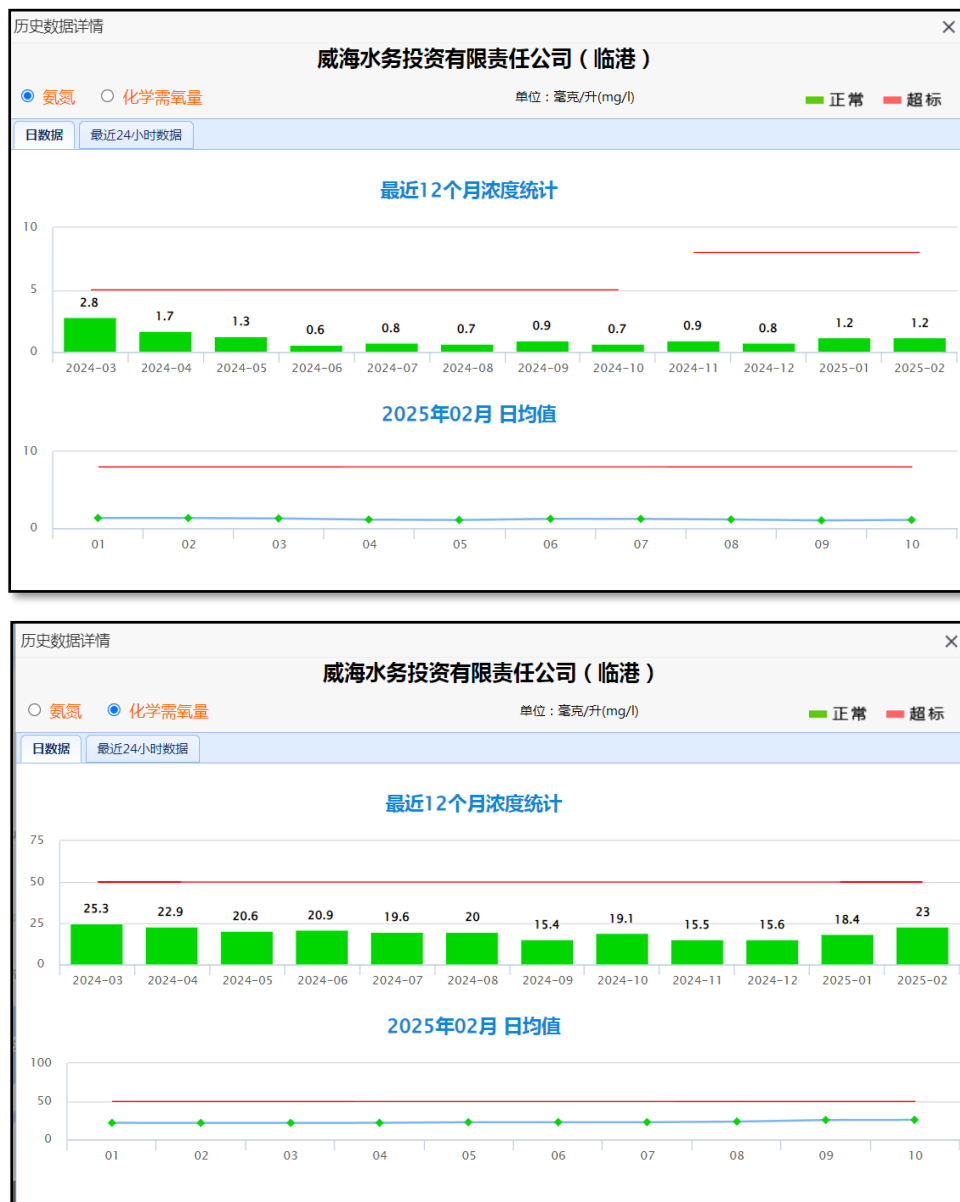 历史数据详情 ×
威海水务投资有限责任公司（临港）
氨氮 化学需氧量 单位：毫克/升(mg/l) 正常 超标
日数据 最近24小时数据
最近12个月浓度统计
10
5
0
2.8 1.7 1.3 0.6 0.8 0.7 0.9 0.7 0.9 0.8 1.2 1.2
2024-03 2024-04 2024-05 2024-06 2024-07 2024-08 2024-09 2024-10 2024-11 2024-12 2025-01 2025-02
2025年02月 日均值
10
0
01 02 03 04 05 06 07 08 09 10
历史数据详情 ×
威海水务投资有限责任公司（临港）
氨氮 化学需氧量 单位：毫克/升(mg/l) 正常 超标
日数据 最近24小时数据
最近12个月浓度统计
75
50
25
0
25.3 22.9 20.6 20.9 19.6 20 15.4 19.1 15.5 15.6 18.4 23
2024-03 2024-04 2024-05 2024-06 2024-07 2024-08 2024-09 2024-10 2024-11 2024-12 2025-01 2025-02
2025年02月 日均值
100
50
0
01 02 03 04 05 06 07 08 09 10